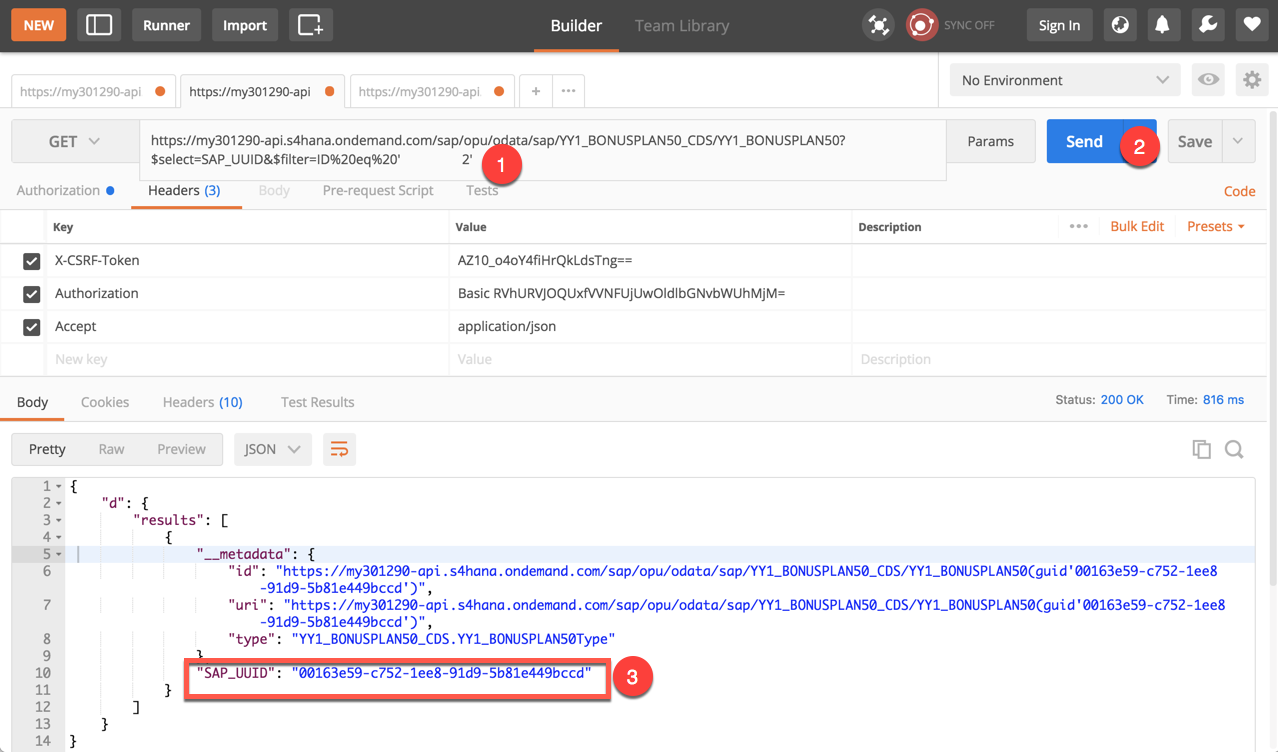 NEW Runner Import Builder Team Library SYNC OFF Sign In
https://my301290-api. https://my301290-api https://my301290-api. + ••• No Environment
GET https://my301290-api.s4hana.ondemand.com/sap/opu/odata/sap/YY1_BONUSPLAN50_CDS/YY1_BONUSPLAN50? Params Send 2 Save
$select=SAP_UUID&$filter=ID%20eq%20' 2' 1
Authorization Headers (3) Body Pre-request Script Tests Code
Key Value Description ••• Bulk Edit Presets
X-CSRF-Token AZ10_o4oY4fiHrQkLdsTng==
Authorization Basic RVhURVJOQUxfVVNFUjUwOldlbGNvbWUhMjM=
Accept application/json
New key Value Description
Body Cookies Headers (10) Test Results Status: 200 OK Time: 816 ms
Pretty Raw Preview JSON
1 {
2 "d": {
3 "results": [
4 {
5 "__metadata": {
6 "id": "https://my301290-api.s4hana.ondemand.com/sap/opu/odata/sap/YY1_BONUSPLAN50_CDS/YY1_BONUSPLAN50(guid'00163e59-c752-1ee8
-91d9-5b81e449bccd')",
7 "uri": "https://my301290-api.s4hana.ondemand.com/sap/opu/odata/sap/YY1_BONUSPLAN50_CDS/YY1_BONUSPLAN50(guid'00163e59-c752-1ee8
-91d9-5b81e449bccd')",
8 "type": "YY1_BONUSPLAN50_CDS.YY1_BONUSPLAN50Type"
9 },
10 "SAP_UUID": "00163e59-c752-1ee8-91d9-5b81e449bccd" 3
11 }
12 ]
13 }
14 }